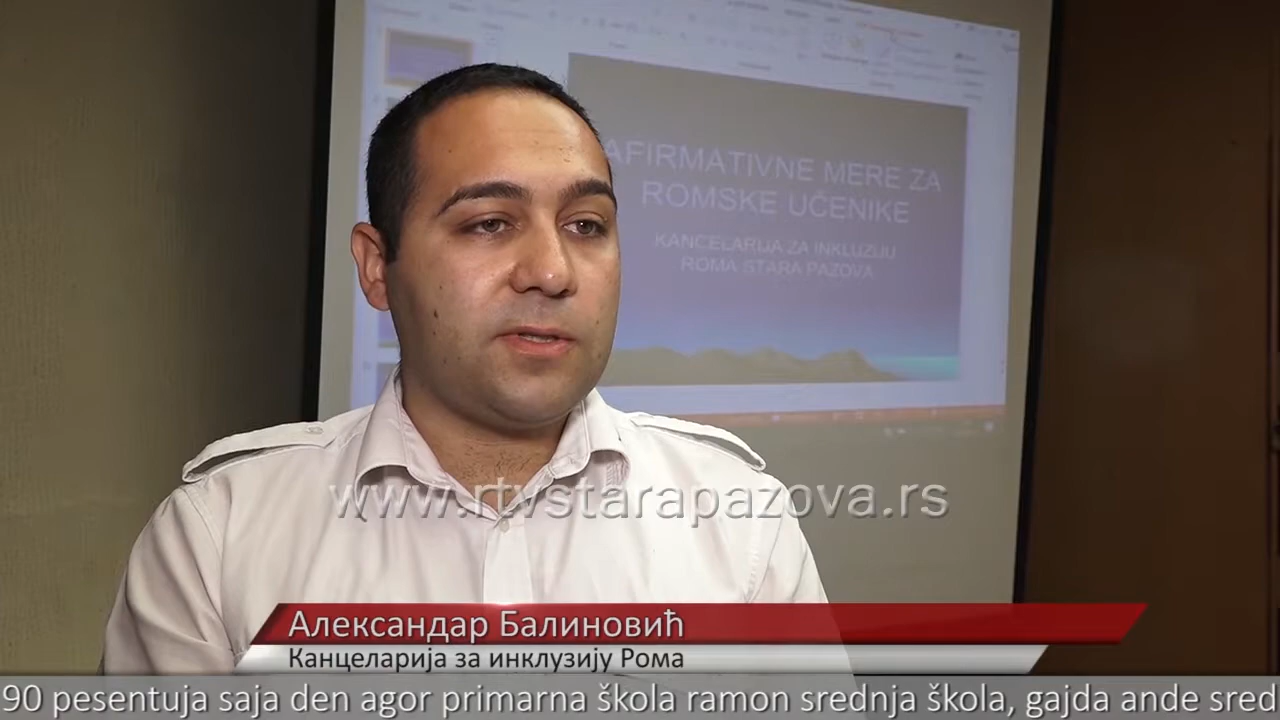 AFIRMATIVNE MERE ZA
ROMSKE UČENIKE
KANCELARIJA ZA INKLUZIJU
ROMA STARA PAZOVA
www.rtvstarapazova.rs
Александар Балиновић
Канцеларија за инклузију Рома
90 pesentuja saja den agor primarna škola ramon srednja škola, gajda ande sred